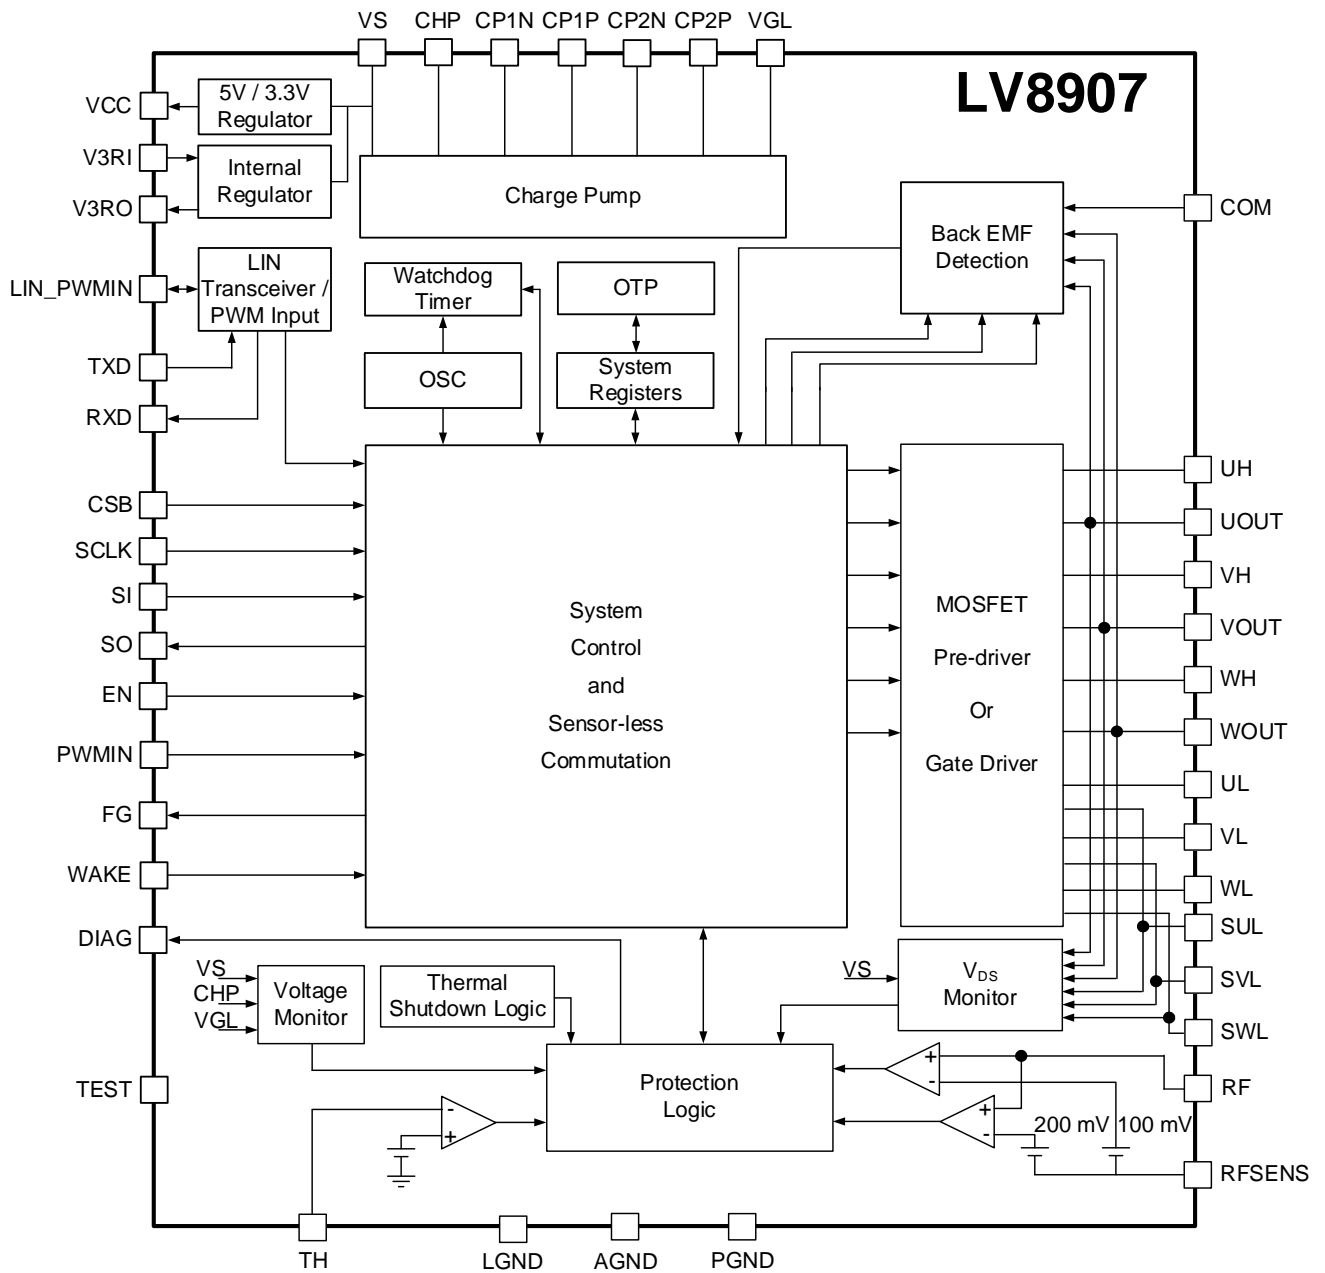 VS CHP CP1N CP1P CP2N CP2P VGL
LV8907
VCC
5V / 3.3V
Regulator
V3RI
Internal
Regulator
V3RO
Charge Pump
COM
Back EMF
Detection
LIN_PWMIN
LIN
Transceiver /
PWM Input
Watchdog
Timer
OTP
TXD
OSC
System
Registers
RXD
CSB
SCLK
SI
SO
EN
PWMIN
FG
WAKE
System
Control
and
Sensor-less
Commutation
MOSFET
Pre-driver
Or
Gate Driver
UH
UOUT
VH
VOUT
WH
WOUT
UL
VL
WL
SUL
SVL
SWL
DIAG
VS
CHP
VGL
Voltage
Monitor
Thermal
Shutdown Logic
VS
VDS
Monitor
TEST
Protection
Logic
+
-
+
-
-
+
200 mV 100 mV
RF
RFSENS
TH
LGND
AGND
PGND